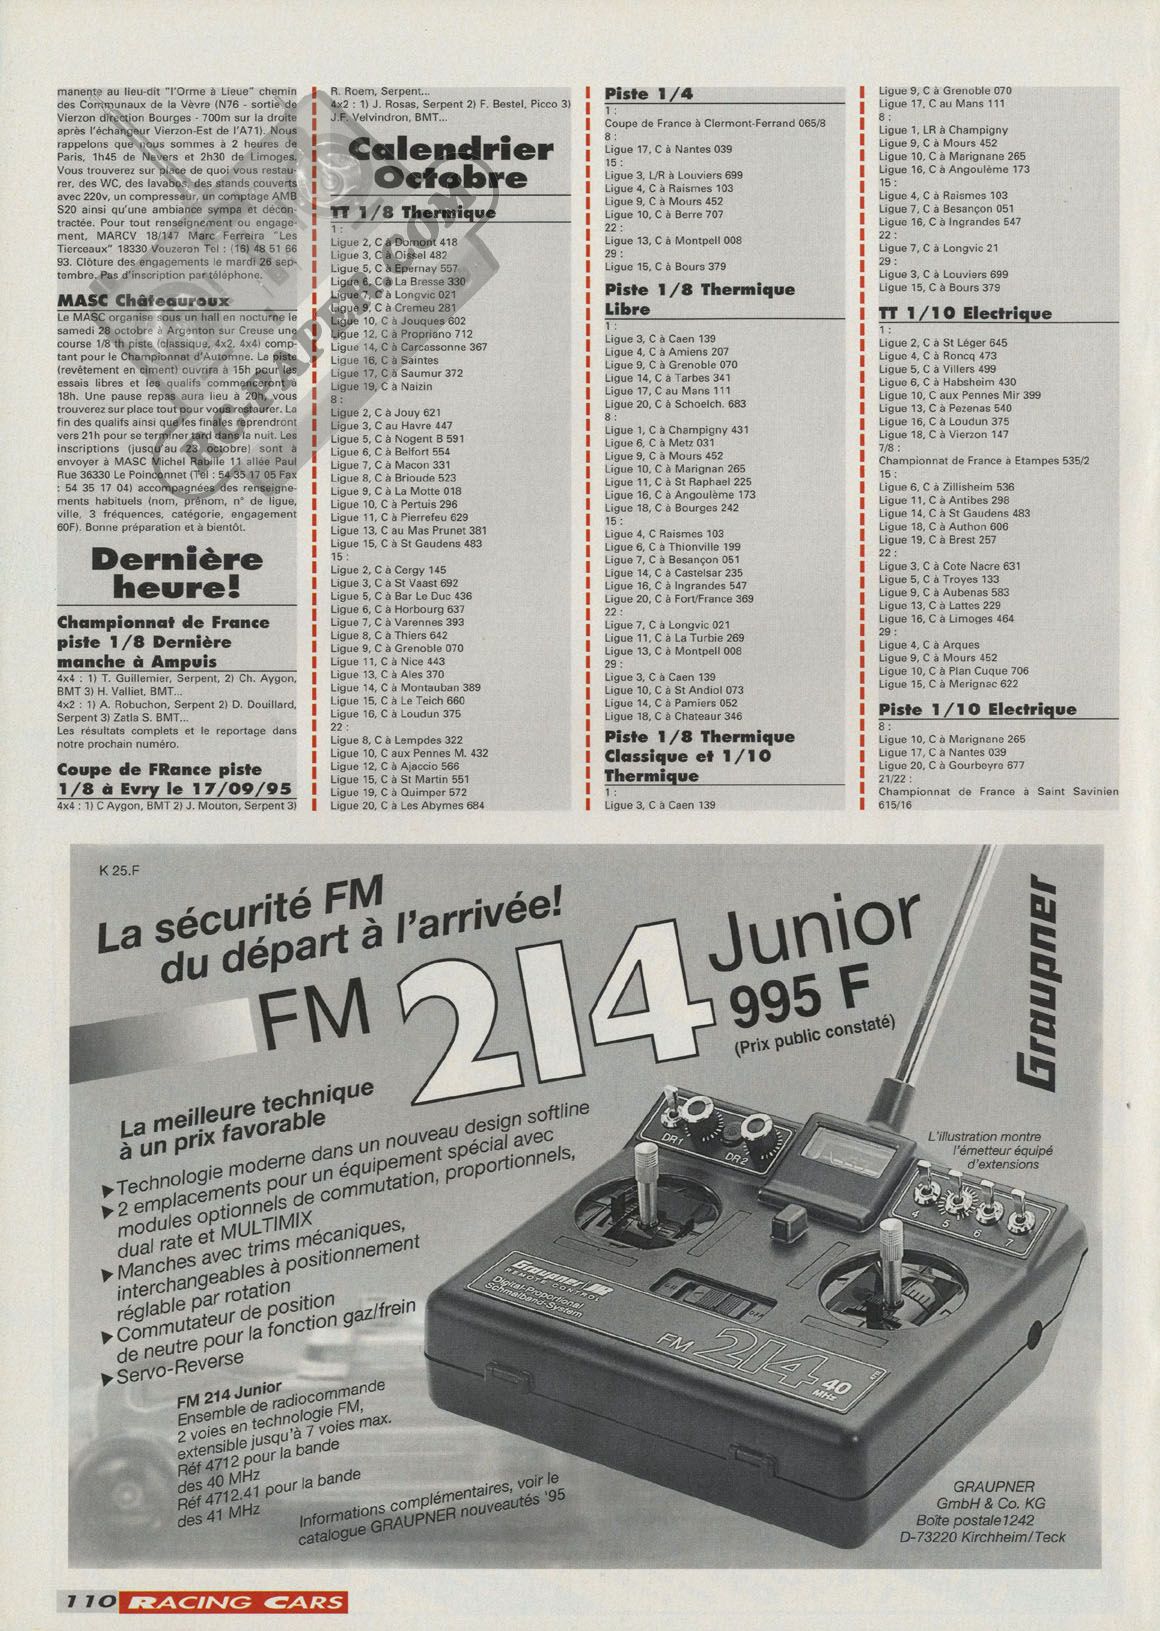 manente au lieu-dit "l'Orme à Lieue" chemin
des Communaux de la Vèvre (N76 - sortie de
Vierzon direction Bourges - 700m sur la droite
après l'échangeur Vierzon-Est de l'A71). Nous
rappelons que nous sommes à 2 heures de
Paris, 1h45 de Nevers et 2h30 de Limoges.
Vous trouverez sur place de quoi vous restau-
rer, des WC, des lavabos, des stands couverts
avec 220v, un compresseur, un comptage AMB
S20 ainsi qu'une ambiance sympa et décon-
tractée. Pour tout renseignement ou engage-
ment, MARCV 18/147 Marc Ferreira "Les
Tierceaux" 18330 Vouzeron Tel : (16) 48 51 66
93. Clôture des engagements le mardi 26 sep-
tembre. Pas d'inscription par téléphone.
MASC Châteauroux
Le MASC organise dans un hall en nocturne le
samedi 28 octobre à Argenton sur Creuse une
course 1/8 th piste (classique, 4x2, 4x4) comp-
tant pour le Championnat d'Automne. La piste
(revêtement en ciment) ouvrira à 15h pour les
essais libres et les qualifs commenceront à
18h. Une pause repas aura lieu à 20h, vous
trouverez sur place tout pour vous restaurer. La
fin des qualifs ainsi que les finales reprendront
vers 21h pour se terminer tard dans la nuit. Les
inscriptions (jusqu'au 23 octobre) sont à
envoyer à MASC Michel Rabille 11 allée Paul
Rue 36330 Le Poinconnet (Tél : 54 35 17 05 Fax
: 54 35 17 04) accompagnées des renseigne-
ments habituels (nom, prénom, n° de ligue,
ville, 3 fréquences, catégorie, engagement
60F). Bonne préparation et à bientôt.
Dernière
heure!
Championnat de France
piste 1/8 Dernière
manche à Ampuis
4x4 : 1) T. Guillemier, Serpent, 2) Ch. Aygon,
BMT 3) H. Valliet, BMT...
4x2 : 1) A. Robuchon, Serpent 2) D. Douillard,
Serpent 3) Zatla S. BMT...
Les résultats complets et le reportage dans
notre prochain numéro.
Coupe de FRance piste
1/8 à Evry le 17/09/95
4x4 : 1) C Aygon, BMT 2) J. Mouton, Serpent 3)
R. Roem, Serpent...
4x2 : 1) J. Rosas, Serpent 2) F. Bestel, Picco 3)
J.F. Velvindron, BMT...
Calendrier
Octobre
TT 1/8 Thermique
1 :
Ligue 2, C à Domont 418
Ligue 3, C à Oissel 482
Ligue 5, C à Epernay 557
Ligue 6, C à La Bresse 330
Ligue 7, C à Longvic 021
Ligue 9, C à Cremeu 281
Ligue 10, C à Jouques 602
Ligue 12, C à Propriano 712
Ligue 14, C à Carcassonne 367
Ligue 16, C à Saintes
Ligue 17, C à Saumur 372
Ligue 19, C à Naizin
8 :
Ligue 2, C à Jouy 621
Ligue 3, C au Havre 447
Ligue 5, C à Nogent B 591
Ligue 6, C à Belfort 554
Ligue 7, C à Macon 331
Ligue 8, C à Brioude 523
Ligue 9, C à La Motte 018
Ligue 10, C à Pertuis 296
Ligue 11, C à Pierrefeu 629
Ligue 13, C au Mas Prunet 381
Ligue 15, C à St Gaudens 483
15 :
Ligue 2, C à Cergy 145
Ligue 3, C à St Vaast 692
Ligue 5, C à Bar Le Duc 436
Ligue 6, C à Horbourg 637
Ligue 7, C à Varennes 393
Ligue 8, C à Thiers 642
Ligue 9, C à Grenoble 070
Ligue 11, C à Nice 443
Ligue 13, C à Ales 370
Ligue 14, C à Montauban 389
Ligue 15, C à Le Teich 660
Ligue 16, C à Loudun 375
22 :
Ligue 8, C à Lempdes 322
Ligue 10, C aux Pennes M. 432
Ligue 12, C à Ajaccio 566
Ligue 15, C à St Martin 551
Ligue 19, C à Quimper 572
Ligue 20, C à Les Abymes 684
Piste 1/4
1 :
Coupe de France à Clermont-Ferrand 065/8
8 :
Ligue 17, C à Nantes 039
15 :
Ligue 3, L/R à Louviers 699
Ligue 4, C à Raismes 103
Ligue 9, C à Mours 452
Ligue 10, C à Berre 707
22 :
Ligue 13, C à Montpell 008
29 :
Ligue 15, C à Bours 379
Piste 1/8 Thermique
Libre
1 :
Ligue 3, C à Caen 139
Ligue 4, C à Amiens 207
Ligue 9, C à Grenoble 070
Ligue 14, C à Tarbes 341
Ligue 17, C au Mans 111
Ligue 20, C à Schoelch. 683
8 :
Ligue 1, C à Champigny 431
Ligue 6, C à Metz 031
Ligue 9, C à Mours 452
Ligue 10, C à Marignan 265
Ligue 11, C à St Raphael 225
Ligue 16, C à Angoulème 173
Ligue 18, C à Bourges 242
15 :
Ligue 4, C Raismes 103
Ligue 6, C à Thionville 199
Ligue 7, C à Besançon 051
Ligue 14, C à Castelsar 235
Ligue 16, C à Ingrandes 547
Ligue 20, C à Fort/France 369
22 :
Ligue 7, C à Longvic 021
Ligue 11, C à La Turbie 269
Ligue 13, C à Montpell 008
29 :
Ligue 3, C à Caen 139
Ligue 10, C à St Andiol 073
Ligue 14, C à Pamiers 052
Ligue 18, C à Chateaur 346
Piste 1/8 Thermique
Classique et 1/10
Thermique
1 :
Ligue 3, C à Caen 139
Ligue 9, C à Grenoble 070
Ligue 17, C au Mans 111
8 :
Ligue 1, LR à Champigny
Ligue 9, C à Mours 452
Ligue 10, C à Marignane 265
Ligue 16, C à Angoulème 173
15 :
Ligue 4, C à Raismes 103
Ligue 7, C à Besançon 051
Ligue 16, C à Ingrandes 547
22 :
Ligue 7, C à Longvic 21
29 :
Ligue 3, C à Louviers 699
Ligue 15, C à Bours 379
TT 1/10 Electrique
1 :
Ligue 2, C à St Léger 645
Ligue 4, C à Roncq 473
Ligue 5, C à Villers 499
Ligue 6, C à Habsheim 430
Ligue 10, C aux Pennes Mir 399
Ligue 13, C à Pezenas 540
Ligue 16, C à Loudun 375
Ligue 18, C à Vierzon 147
7/8 :
Championnat de France à Etampes 535/2
15 :
Ligue 6, C à Zillisheim 536
Ligue 11, C à Antibes 298
Ligue 14, C à St Gaudens 483
Ligue 18, C à Authon 606
Ligue 19, C à Brest 257
22 :
Ligue 3, C à Cote Nacre 631
Ligue 5, C à Troyes 133
Ligue 9, C à Aubenas 583
Ligue 13, C à Lattes 229
Ligue 16, C à Limoges 464
29 :
Ligue 4, C à Arques
Ligue 9, C à Mours 452
Ligue 10, C à Plan Cuque 706
Ligue 15, C à Merignac 622
Piste 1/10 Electrique
8 :
Ligue 10, C à Marignane 265
Ligue 17, C à Nantes 039
Ligue 20, C à Gourbeyre 677
21/22 :
Championnat de France à Saint Savinien
615/16
RC-PAPER.COM
K 25.F
La sécurité FM
du départ à l'arrivée!
FM 214 Junior
995 F
(Prix public constaté)
Graupner
La meilleure technique
à un prix favorable
▶Technologie moderne dans un nouveau design softline
▶2 emplacements pour un équipement spécial avec
modules optionnels de commutation, proportionnels,
dual rate et MULTIMIX
▶Manches avec trims mécaniques,
interchangeables à positionnement
réglable par rotation
▶Commutateur de position
de neutre pour la fonction gaz/frein
▶Servo-Reverse
FM 214 Junior
Ensemble de radiocommande
2 voies en technologie FM,
extensible jusqu'à 7 voies max.
Réf 4712 pour la bande
des 40 MHz
Réf 4712.41 pour la bande
des 41 MHz
Informations complémentaires, voir le
catalogue GRAUPNER nouveautés '95
L'illustration montre
l'émetteur équipé
d'extensions
DR1
DR2
4 5 6 7
Graupner JR
REMOTE CONTROL
Digital-Proportional
Schmalband-System
OFF
FM 214 40
MHz
GRAUPNER
GmbH & Co. KG
Boîte postale 1242
D-73220 Kirchheim/Teck
110 RACING CARS